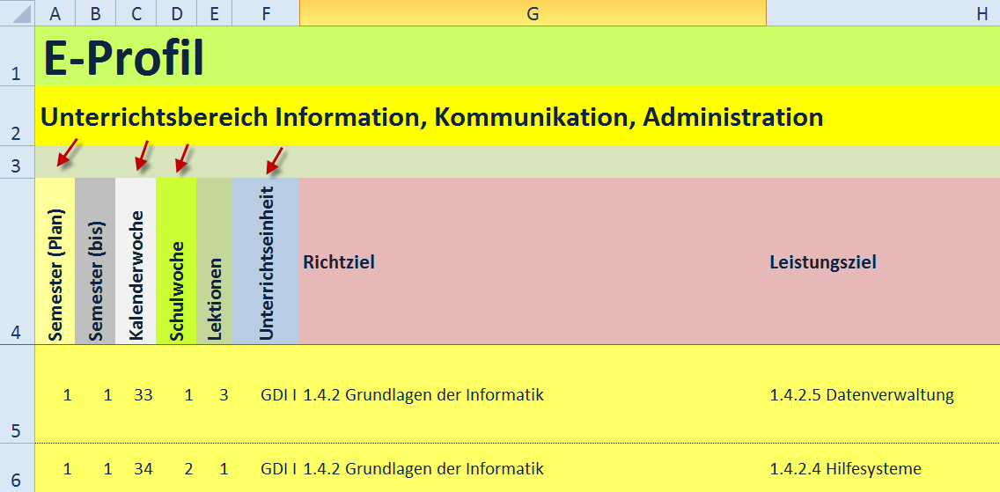 A B C D E F G H
1 E-Profil
2 Unterrichtsbereich Information, Kommunikation, Administration
3
4 Semester (Plan) Semester (bis) Kalenderwoche Schulwoche Lektionen Unterrichtseinheit Richtziel Leistungsziel
5 1 1 33 1 3 GDI I 1.4.2 Grundlagen der Informatik 1.4.2.5 Datenverwaltung
6 1 1 34 2 1 GDI I 1.4.2 Grundlagen der Informatik 1.4.2.4 Hilfesysteme